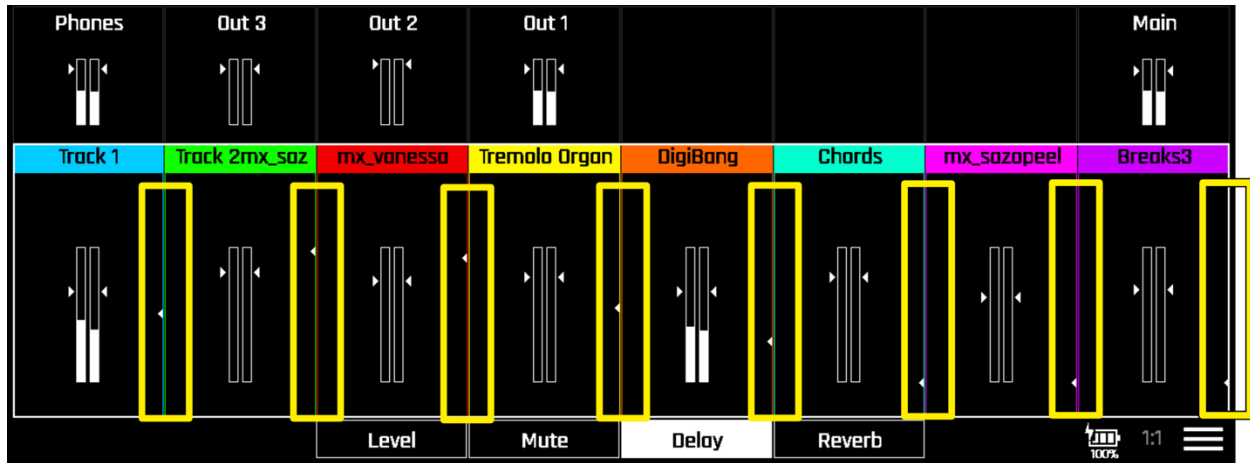 Phones Out 3 Out 2 Out 1 Main
Track 1 Track 2mx_saz mx_vanessa Tremolo Organ DigiBang Chords mx_sazopeel Breaks3
Level Mute Delay Reverb 1:1
100%